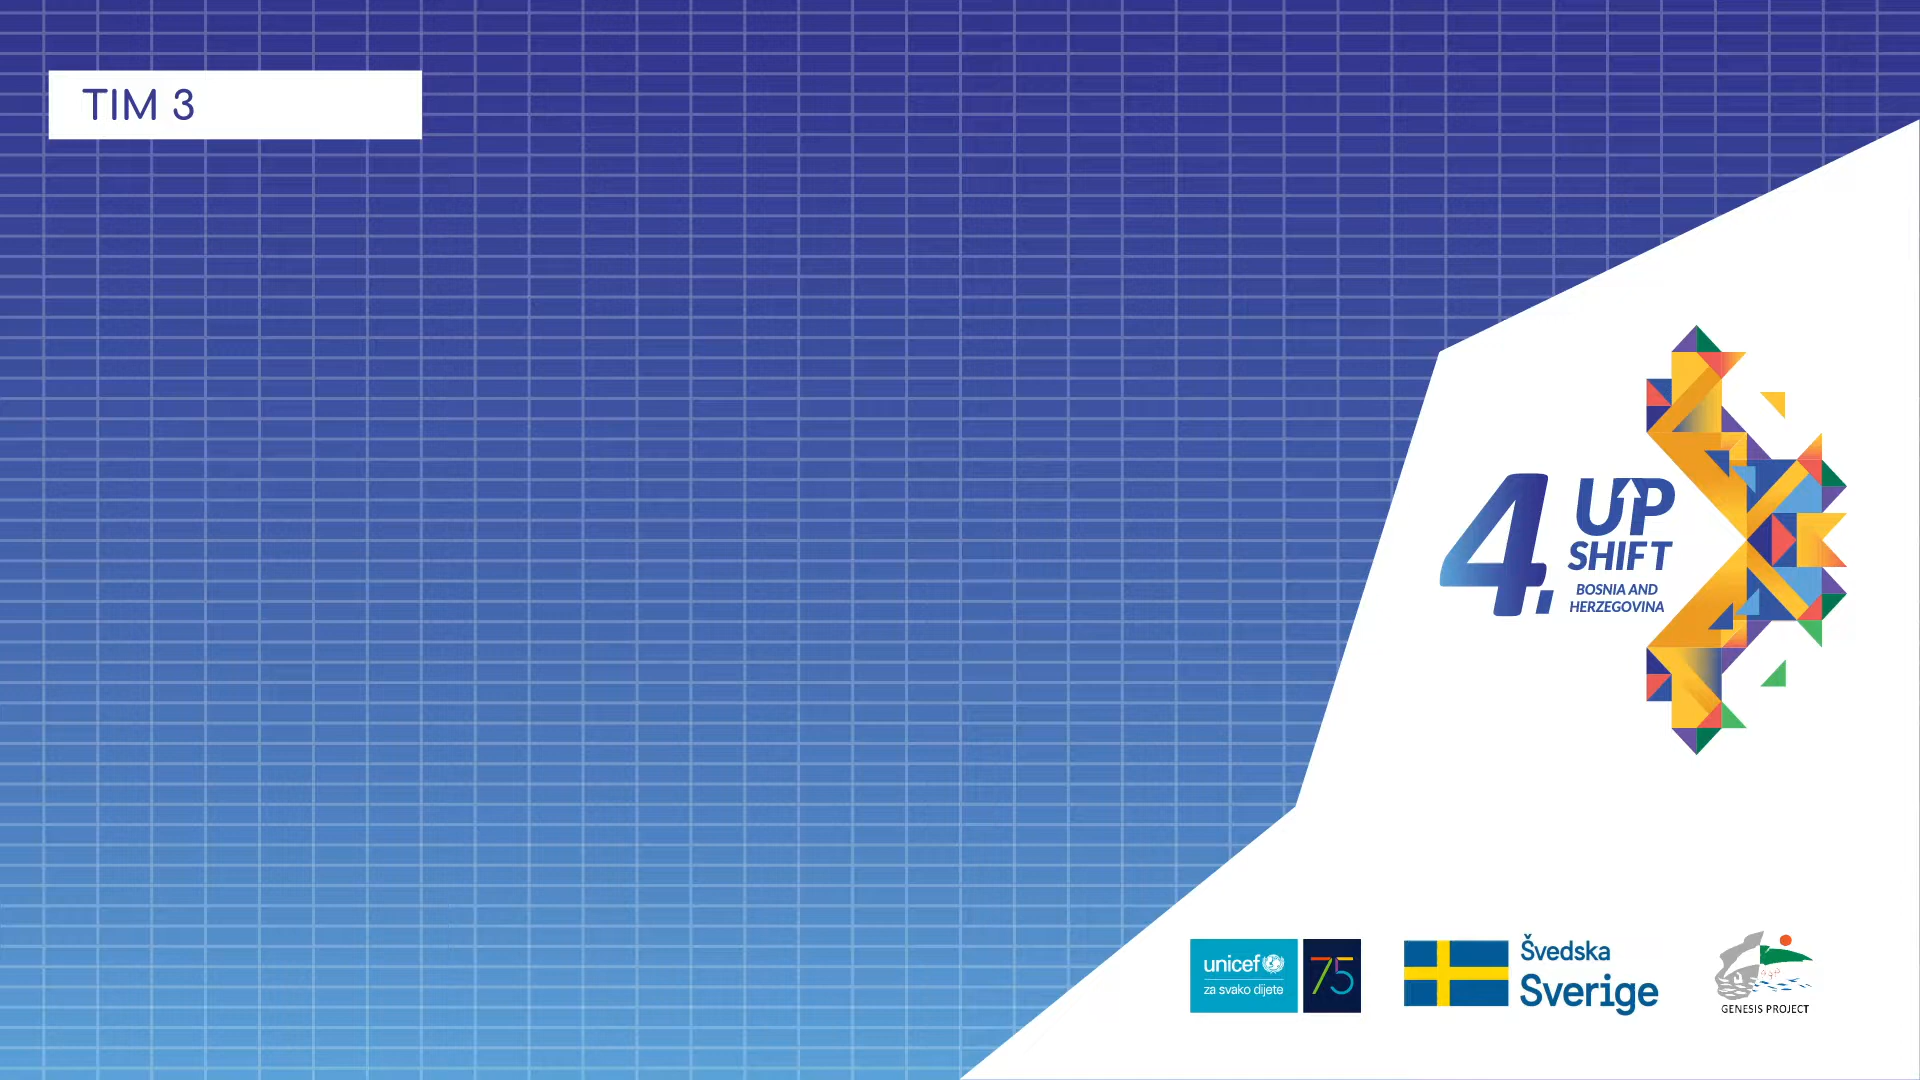 TIM 3
4.
UP
SHIFT
BOSNIA AND
HERZEGOVINA
unicef
za svako dijete
75
Švedska
Sverige
GENESIS PROJECT